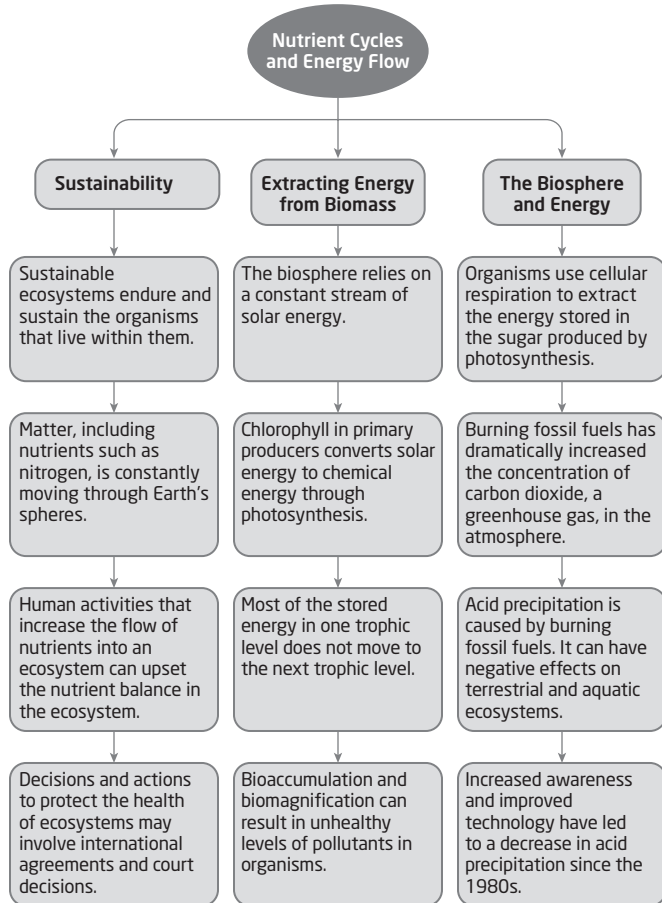 Nutrient Cycles
and Energy Flow
Sustainability
Sustainable
ecosystems endure and
sustain the organisms
that live within them.
Matter, including
nutrients such as
nitrogen, is constantly
moving through Earth's
spheres.
Human activities that
increase the flow of
nutrients into an
ecosystem can upset
the nutrient balance in
the ecosystem.
Decisions and actions
to protect the health
of ecosystems may
involve international
agreements and court
decisions.
Extracting Energy
from Biomass
The biosphere relies on
a constant stream of
solar energy.
Chlorophyll in primary
producers converts solar
energy to chemical
energy through
photosynthesis.
Most of the stored
energy in one trophic
level does not move to
the next trophic level.
Bioaccumulation and
biomagnification can
result in unhealthy
levels of pollutants in
organisms.
The Biosphere
and Energy
Organisms use cellular
respiration to extract
the energy stored in
the sugar produced by
photosynthesis.
Burning fossil fuels has
dramatically increased
the concentration of
carbon dioxide, a
greenhouse gas, in the
atmosphere.
Acid precipitation is
caused by burning
fossil fuels. It can have
negative effects on
terrestrial and aquatic
ecosystems.
Increased awareness
and improved
technology have led
to a decrease in acid
precipitation since the
1980s.